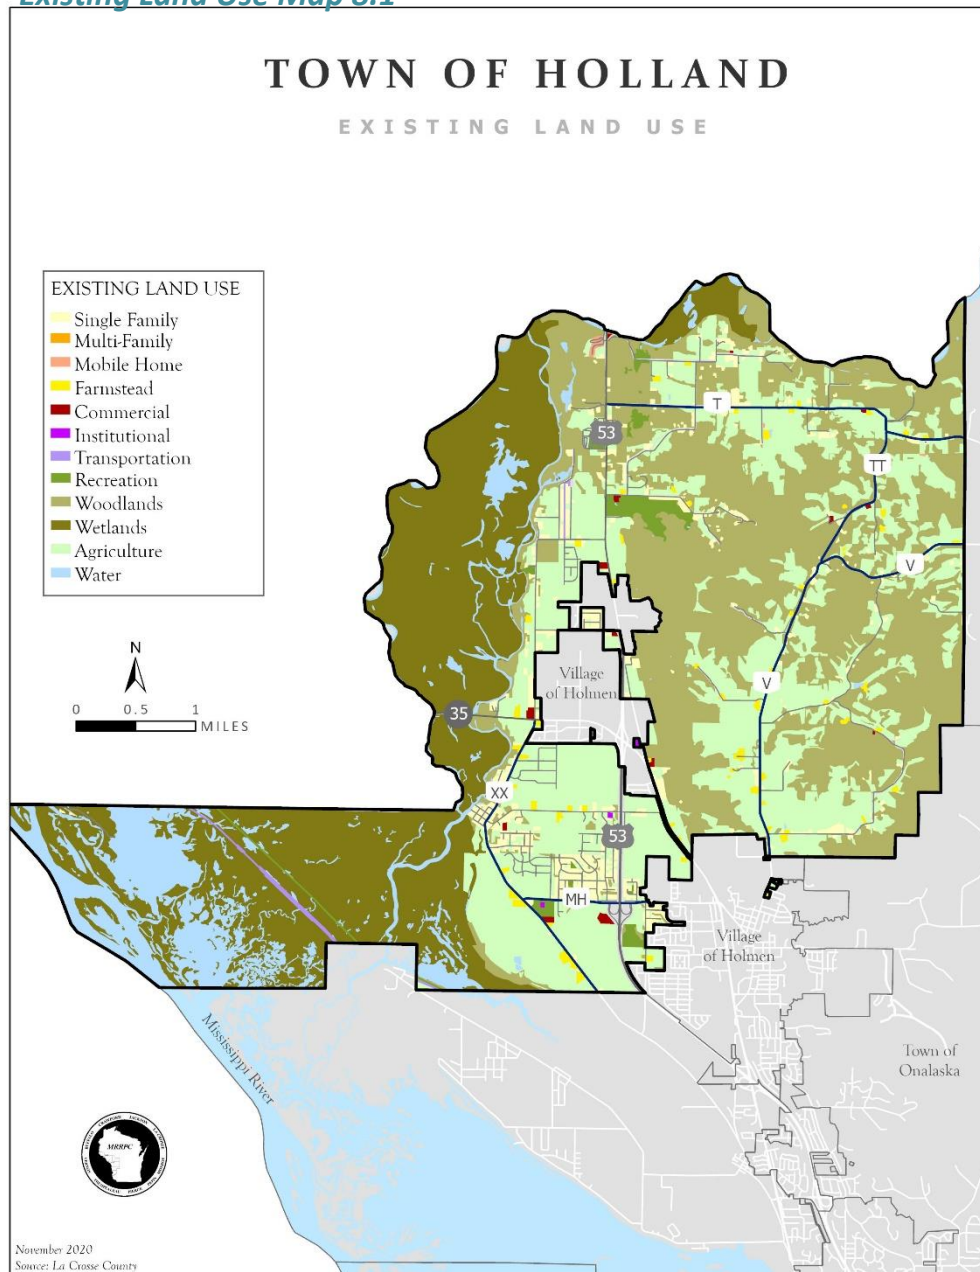 Existing Land Use Map 8.1
TOWN OF HOLLAND
EXISTING LAND USE
EXISTING LAND USE
Single Family
Multi-Family
Mobile Home
Farmstead
Commercial
Institutional
Transportation
Recreation
Woodlands
Wetlands
Agriculture
Water
N
0 0.5 1
MILES
T
53
TT
V
Village
of Holmen
V
35
XX
53
MH
Village
of Holmen
Mississippi River
Town of
Onalaska
MRRPC
November 2020
Source: La Crosse County